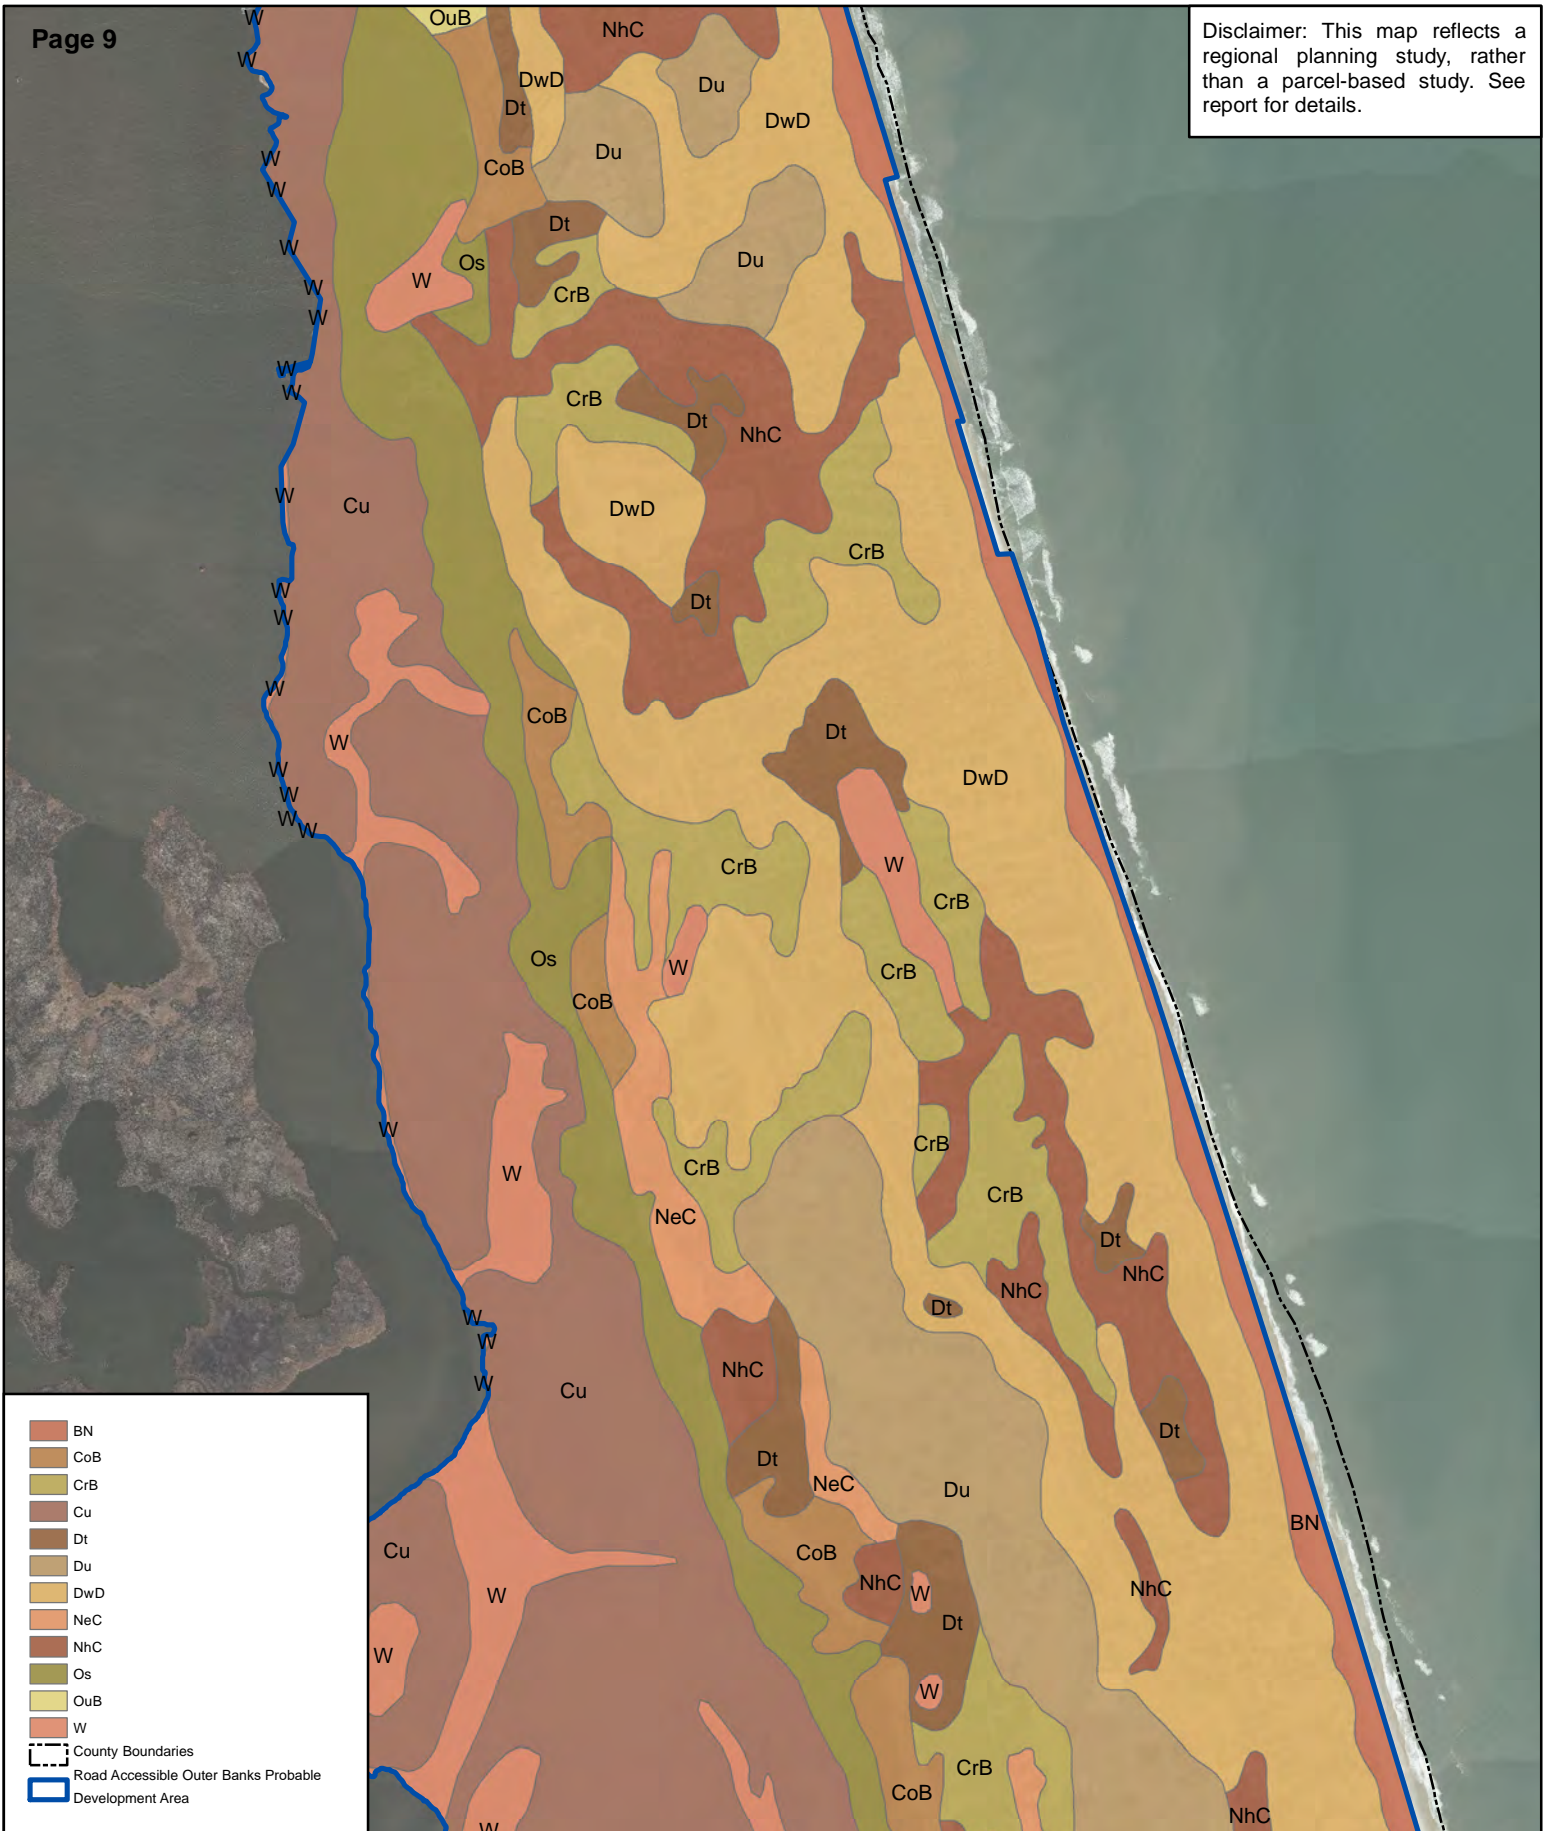 Page 9
Disclaimer: This map reflects a
regional planning study, rather
than a parcel-based study. See
report for details.
W
OuB
NhC
W
DwD
Du
Dt
DwD
W
CoB
Du
W
Dt
W
Os
Du
W
W
CrB
W
W
W
CrB
Dt
NhC
W
Cu
DwD
CrB
W
Dt
W
W
CoB
Dt
W
W
DwD
W
W
W
CrB
W
CrB
Os
W
CrB
CoB
W
CrB
W
CrB
CrB
NeC
Dt
NhC
NhC
Dt
W
W
NhC
W
Cu
Dt
Dt
NeC
Du
BN
Cu
CoB
NhC
W
NhC
W
Dt
W
W
CrB
CoB
NhC
W
BN
CoB
CrB
Cu
Dt
Du
DwD
NeC
NhC
Os
OuB
W
County Boundaries
Road Accessible Outer Banks Probable
Development Area